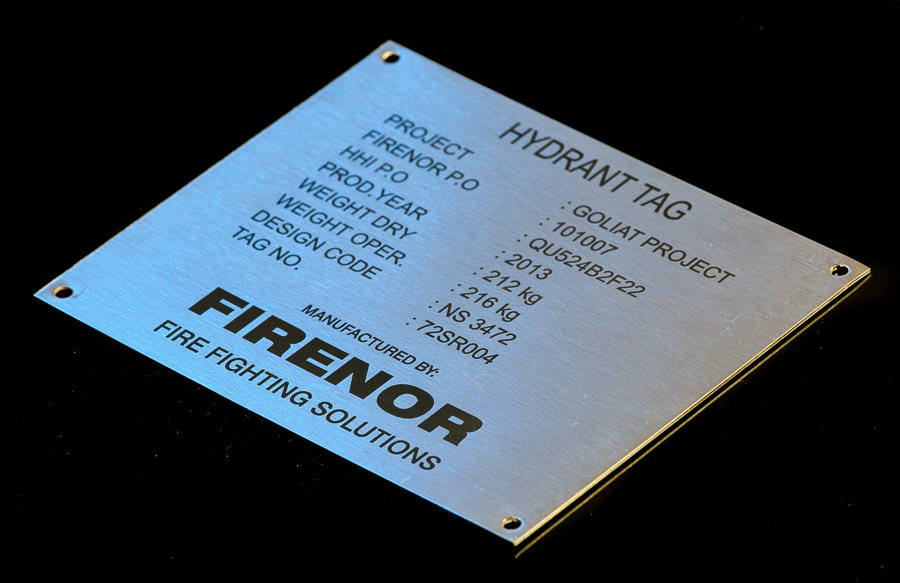 HYDRANT TAG
PROJECT : GOLIAT PROJECT
FIRENOR P.O : 101007
HHI P.O : QU524B2F22
PROD.YEAR : 2013
WEIGHT DRY : 212 kg
WEIGHT OPER. : 216 kg
DESIGN CODE : NS 3472
TAG NO. : 72SR004
MANUFACTURED BY:
FIRENOR
FIRE FIGHTING SOLUTIONS